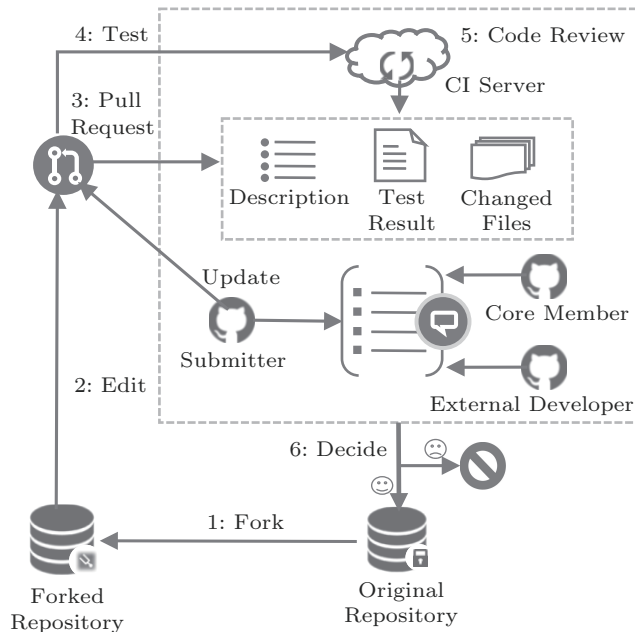 4: Test
5: Code Review
CI Server
3: Pull
Request
Description
Test
Result
Changed
Files
Update
Submitter
Core Member
External Developer
2: Edit
6: Decide
1: Fork
Forked
Repository
Original
Repository